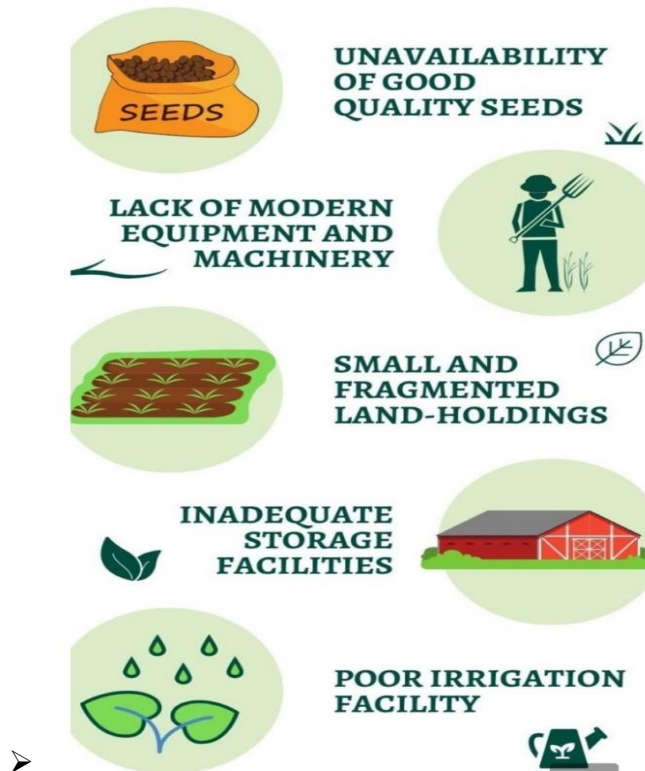 SEEDS
UNAVAILABILITY
OF GOOD
QUALITY SEEDS
LACK OF MODERN
EQUIPMENT AND
MACHINERY
SMALL AND
FRAGMENTED
LAND-HOLDINGS
INADEQUATE
STORAGE
FACILITIES
POOR IRRIGATION
FACILITY